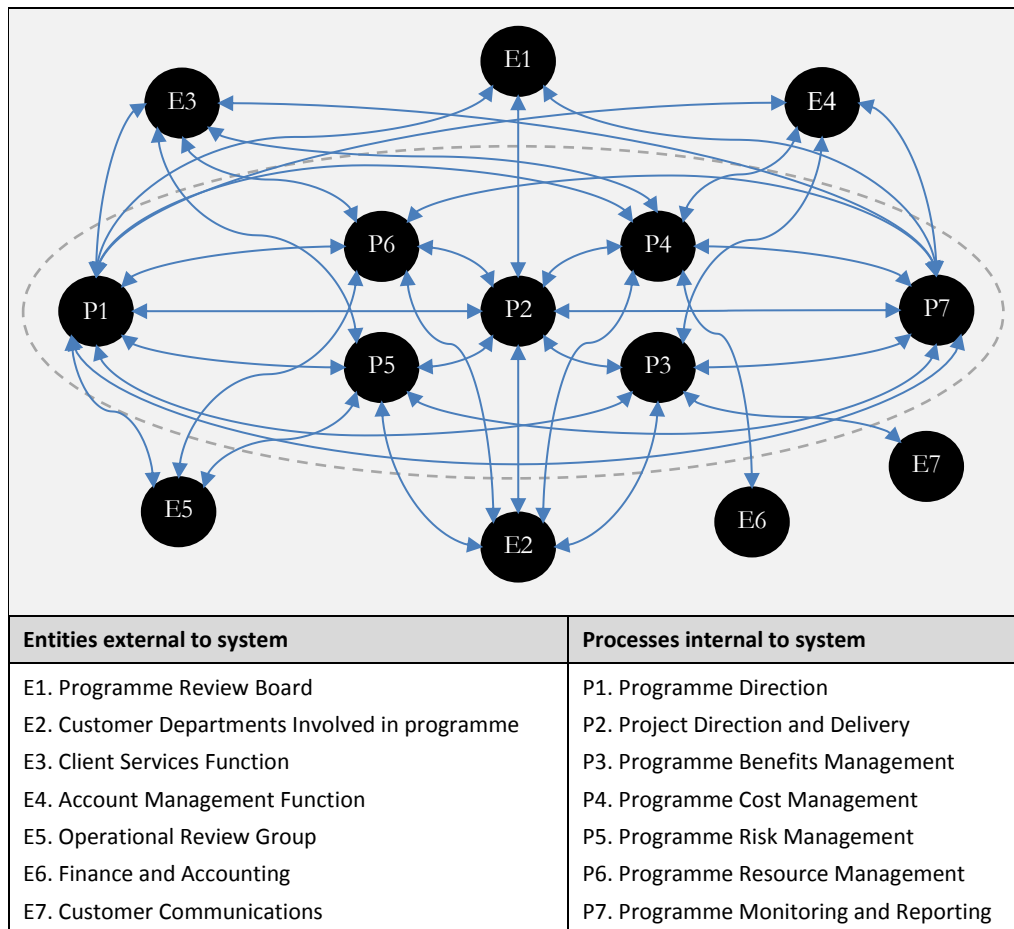 E1
E3
E4
P6
P4
P1
P2
P7
P5
P3
E7
E5
E6
E2
Entities external to system
Processes internal to system
E1. Programme Review Board
P1. Programme Direction
E2. Customer Departments Involved in programme
P2. Project Direction and Delivery
E3. Client Services Function
P3. Programme Benefits Management
E4. Account Management Function
P4. Programme Cost Management
E5. Operational Review Group
P5. Programme Risk Management
E6. Finance and Accounting
P6. Programme Resource Management
E7. Customer Communications
P7. Programme Monitoring and Reporting